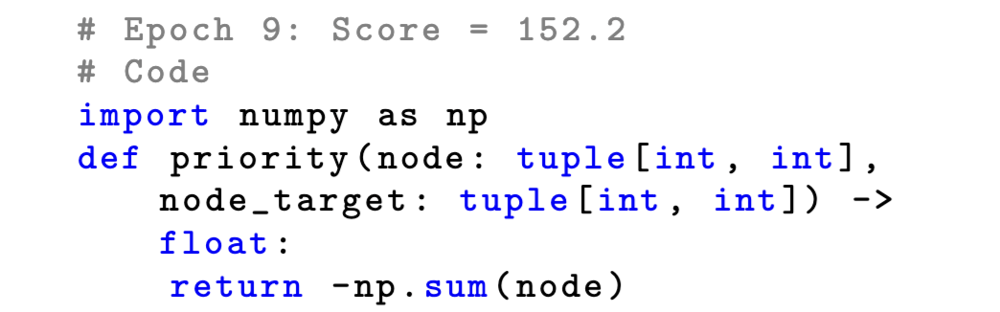 # Epoch 9: Score = 152.2
# Code
import numpy as np
def priority(node: tuple[int, int],
node_target: tuple[int, int]) ->
float:
return -np.sum(node)